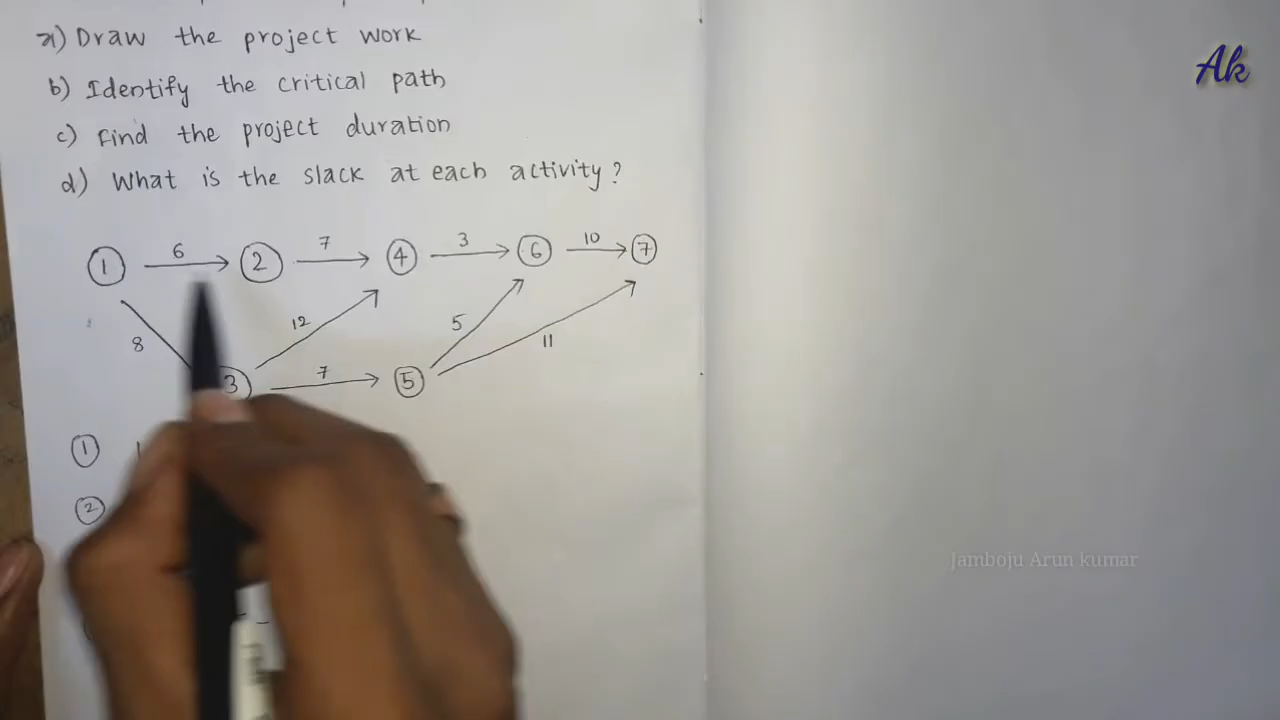 a) Draw the project work
b) Identify the critical path
c) Find the project duration
d) What is the slack at each activity?
Ak
6 7 3 10
1 2 4 6 7
12 5
8 11
7
3 5
1
2
Jamboju Arun kumar